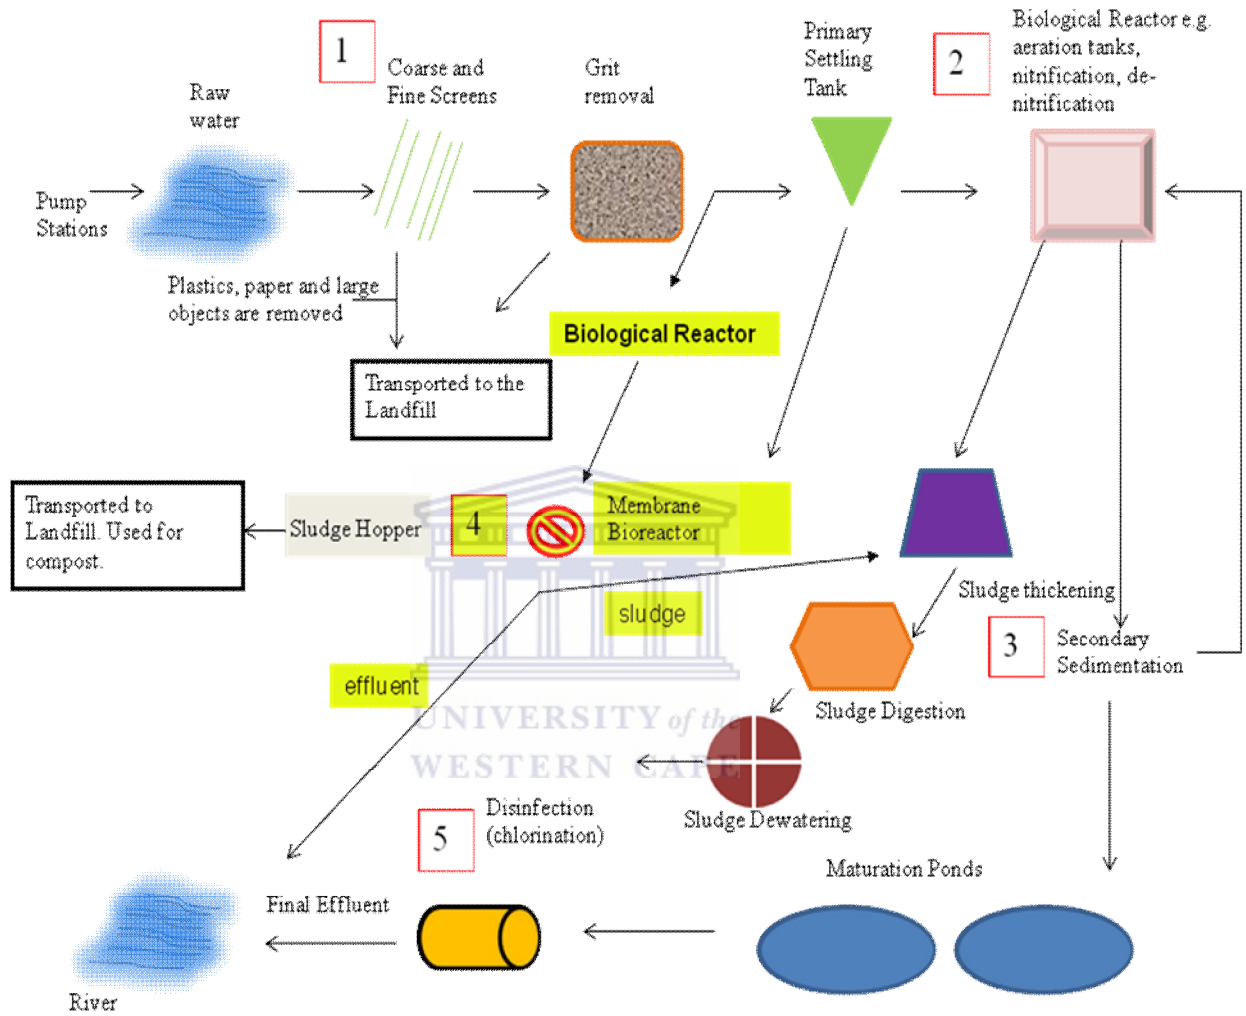 1
Coarse and
Fine Screens
Grit
removal
Primary
Settling
Tank
2
Biological Reactor e.g.
aeration tanks,
nitrification, de-
nitrification
Raw
water
Pump
Stations
Plastics, paper and large
objects are removed
Biological Reactor
Transported to the
Landfill
Transported to
Landfill. Used for
compost.
Sludge Hopper
4
Membrane
Bioreactor
sludge
Sludge thickening
3
Secondary
Sedimentation
effluent
Sludge Digestion
UNIVERSITY of the
WESTERN CAPE
Sludge Dewatering
5
Disinfection
(chlorination)
Maturation Ponds
Final Effluent
River